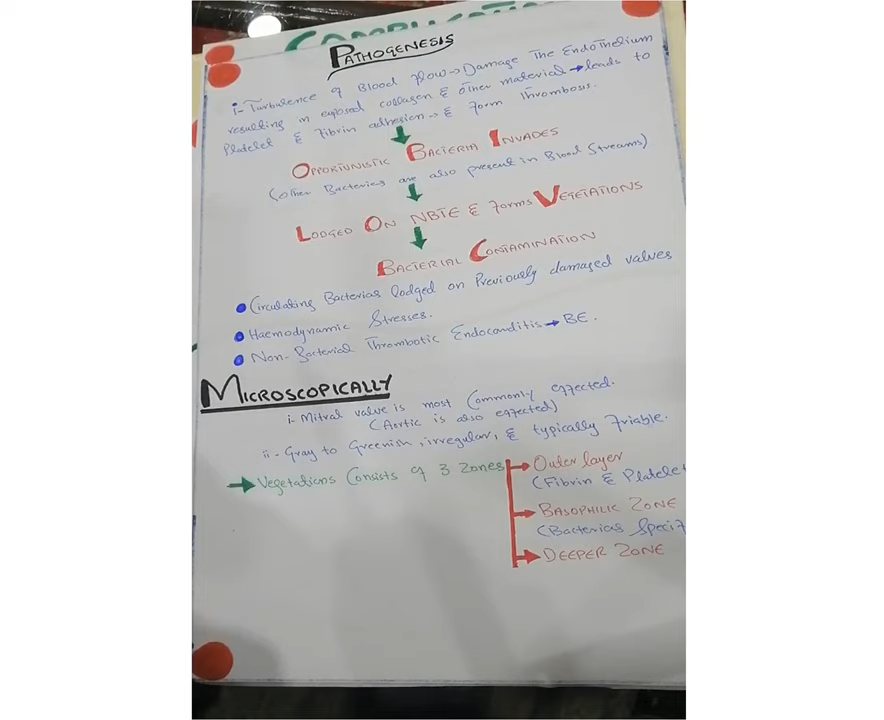 COMPLICATI
PATHOGENESIS
i- Turbulence of Blood flow → Damage The Endothelium
resulting in exposed collagen & other material → leads to
Platelet & Fibrin adhesion → & form Thrombosis.
OPPORTUNISTIC BACTERIA INVADES
(other Bacterias are also present in Blood Streams)
LODGED ON NBTE & forms VEGETATIONS
BACTERIAL CONTAMINATION
• Circulating Bacterias lodged on Previously damaged valves
• Haemodynamic Stresses.
• Non-Bacterial Thrombotic Endocarditis → BE.
MICROSCOPICALLY
i- Mitral valve is most Commonly effected.
(Aortic is also effected)
ii- Gray to Greenish, irregular, & typically friable.
→ Vegetations Consists of 3 Zones → Outer layer
(Fibrin & Platelet
→ BASOPHILIC ZONE
(Bacterias Specif
→ DEEPER ZONE